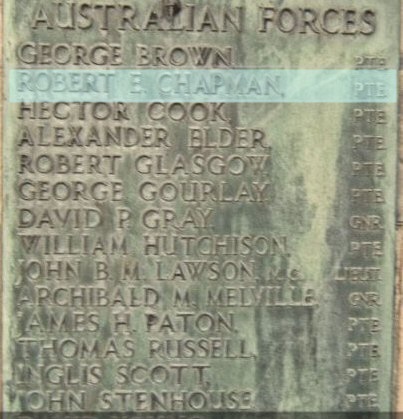 AUSTRALIAN FORCES
GEORGE BROWN. PTE
ROBERT E. CHAPMAN, PTE
HECTOR COOK. PTE
ALEXANDER ELDER, PTE
ROBERT GLASGOW. PTE
GEORGE GOURLAY. PTE
DAVID P. GRAY. GNR
WILLIAM HUTCHISON. PTE
JOHN B. M. LAWSON, M.C. LIEUT
ARCHIBALD M. MELVILLE. GNR
JAMES H. PATON. PTE
THOMAS RUSSELL, PTE
INGLIS SCOTT, PTE
JOHN STENHOUSE PTE